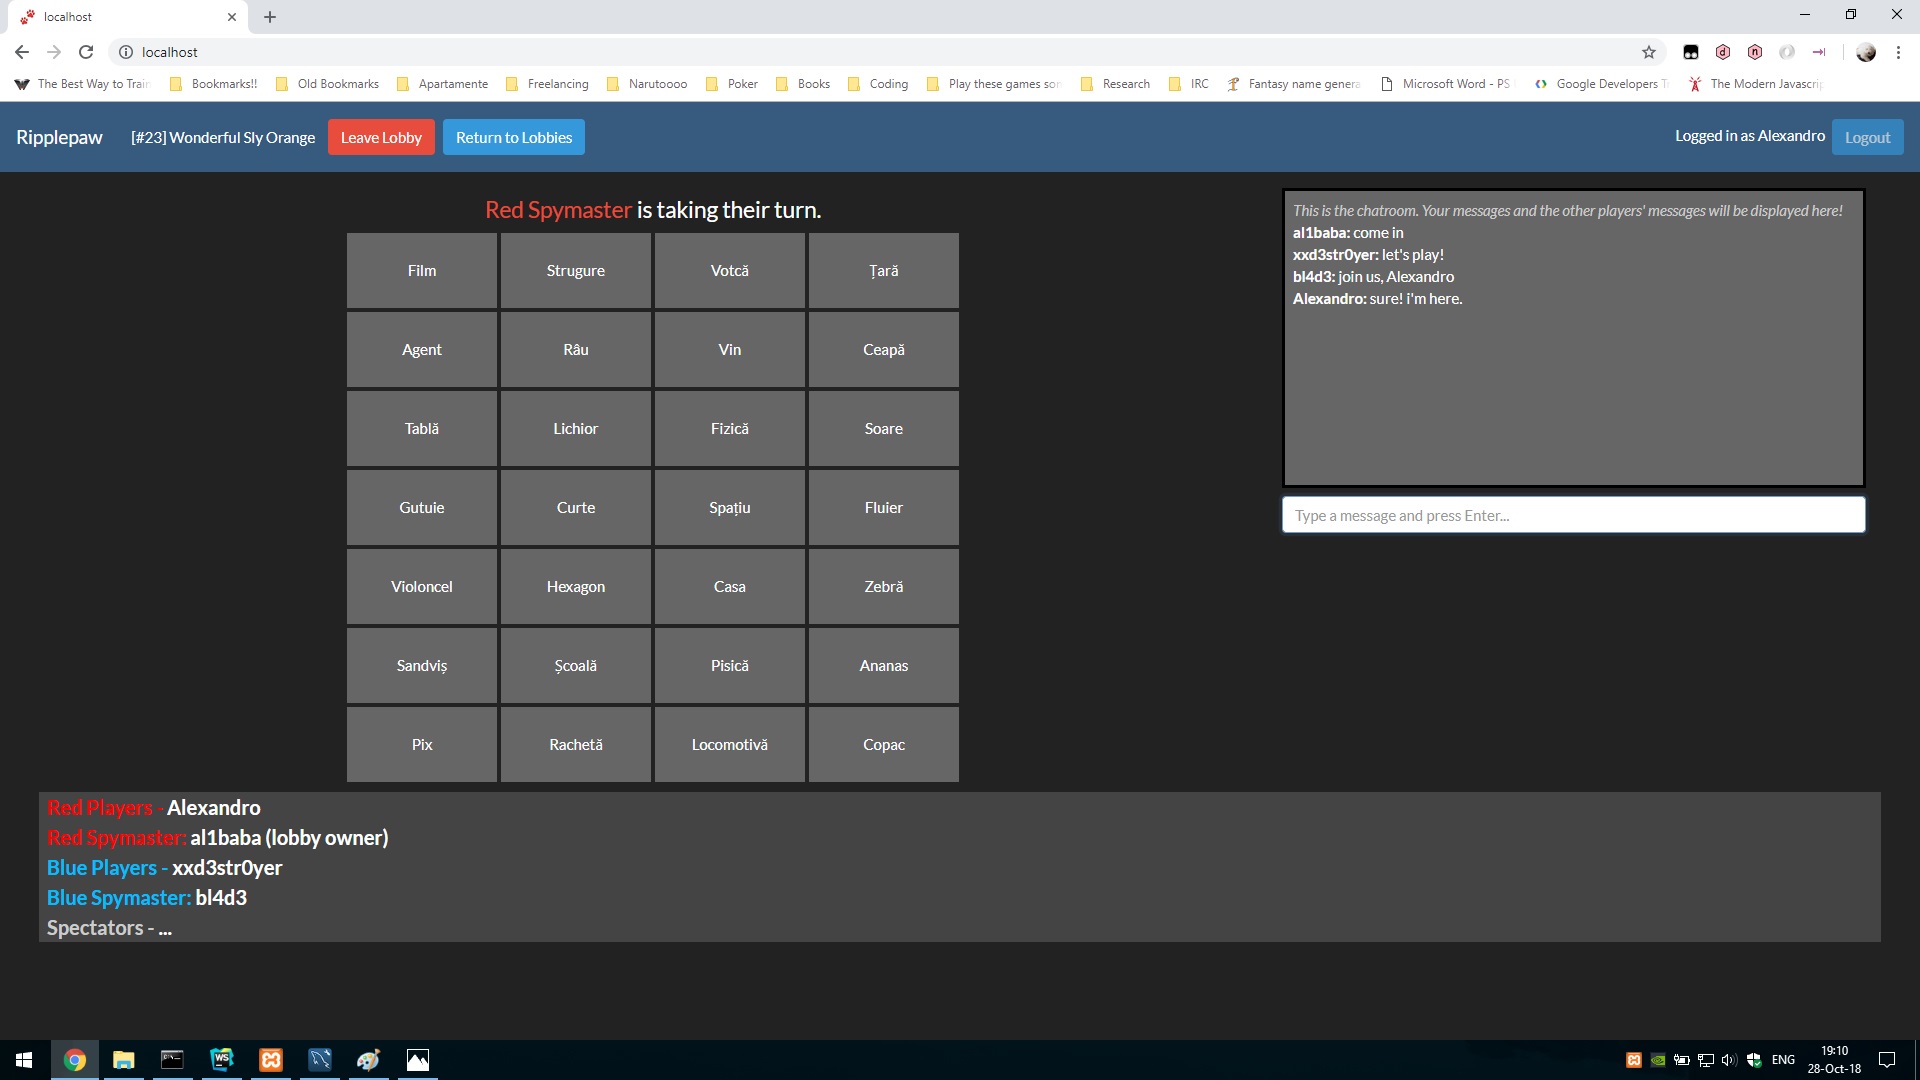 localhost
localhost
The Best Way to Train Bookmarks!! Old Bookmarks Apartamente Freelancing Narutoooo Poker Books Coding Play these games som Research IRC Fantasy name genera Microsoft Word - PS Google Developers Tr The Modern Javascrip
Ripplepaw [#23] Wonderful Sly Orange Leave Lobby Return to Lobbies Logged in as Alexandro Logout
Red Spymaster is taking their turn.
Film Strugure Votcă Țară
Agent Râu Vin Ceapă
Tablă Lichior Fizică Soare
Gutuie Curte Spațiu Fluier
Violoncel Hexagon Casa Zebră
Sandviș Școală Pisică Ananas
Pix Rachetă Locomotivă Copac
This is the chatroom. Your messages and the other players' messages will be displayed here!
al1baba: come in
xxd3str0yer: let's play!
bl4d3: join us, Alexandro
Alexandro: sure! i'm here.
Type a message and press Enter...
Red Players - Alexandro
Red Spymaster: al1baba (lobby owner)
Blue Players - xxd3str0yer
Blue Spymaster: bl4d3
Spectators - ...
WS
ENG
19:10
28-Oct-18